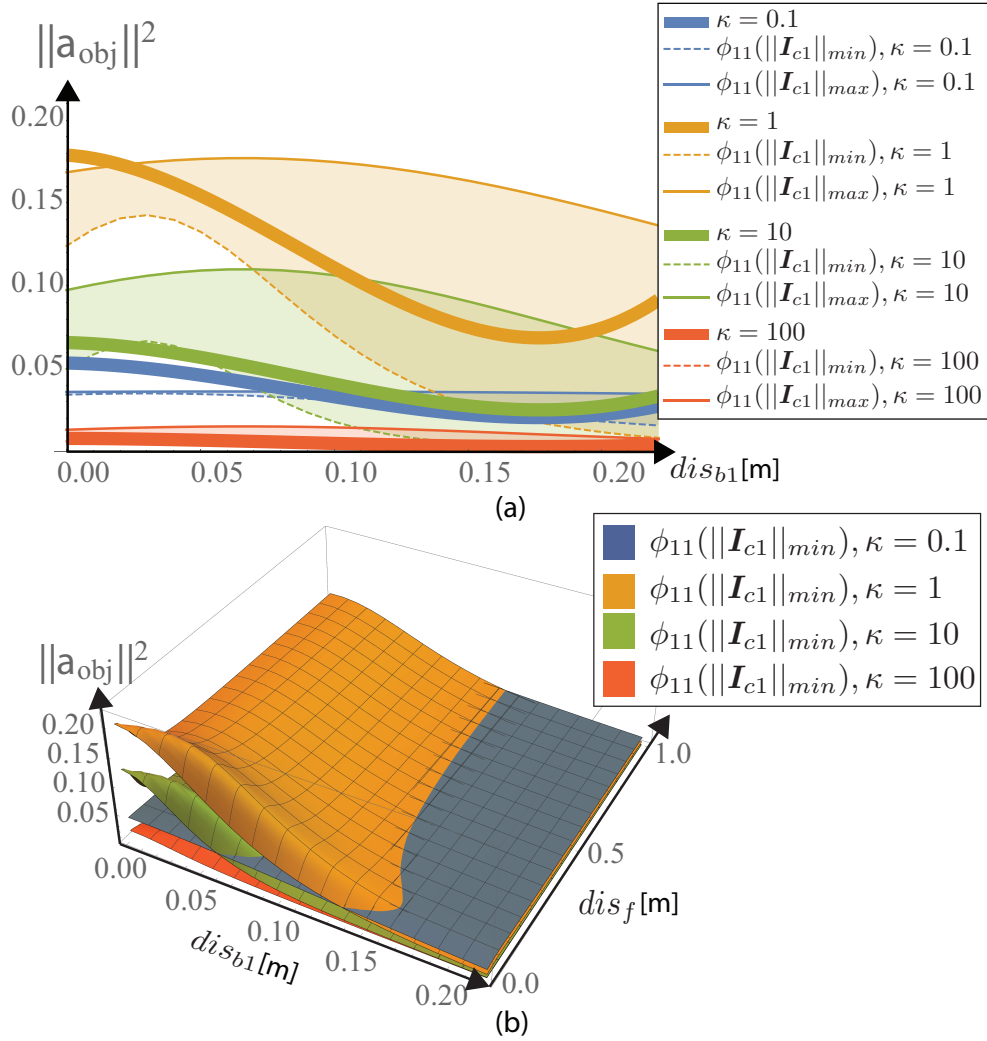 ||a_obj||²
0.20
0.15
0.10
0.05
0.00 0.05 0.10 0.15 0.20
dis_b1[m]
κ = 0.1
ϕ₁₁(||I_c1||_min), κ = 0.1
ϕ₁₁(||I_c1||_max), κ = 0.1
κ = 1
ϕ₁₁(||I_c1||_min), κ = 1
ϕ₁₁(||I_c1||_max), κ = 1
κ = 10
ϕ₁₁(||I_c1||_min), κ = 10
ϕ₁₁(||I_c1||_max), κ = 10
κ = 100
ϕ₁₁(||I_c1||_min), κ = 100
ϕ₁₁(||I_c1||_max), κ = 100
(a)
ϕ₁₁(||I_c1||_min), κ = 0.1
ϕ₁₁(||I_c1||_min), κ = 1
ϕ₁₁(||I_c1||_min), κ = 10
ϕ₁₁(||I_c1||_min), κ = 100
||a_obj||²
0.20
0.15
0.10
0.05
0.00
0.05
0.10
0.15
0.20
dis_b1[m]
0.0
0.5
1.0
dis_f[m]
(b)